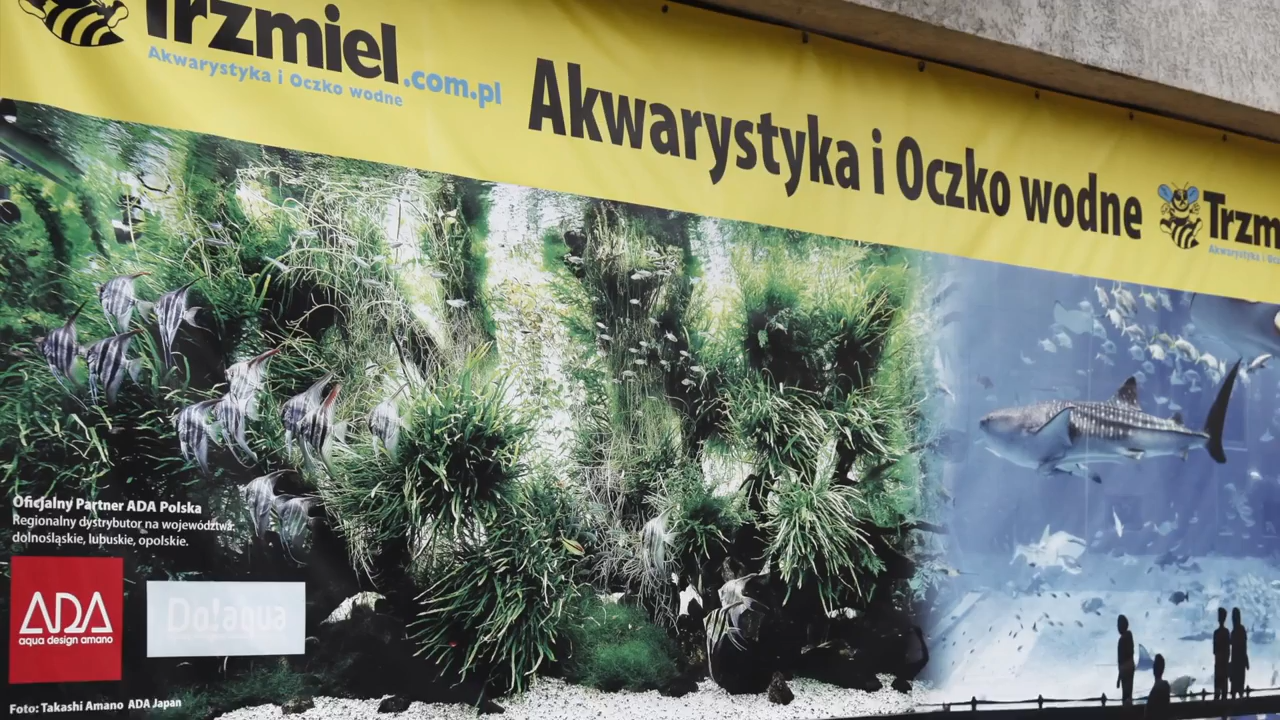 Trzmiel.com.pl
Akwarystyka i Oczko wodne
Akwarystyka i Oczko wodne
Trzm
Akwarystyka i Ocz
Oficjalny Partner ADA Polska
Regionalny dystrybutor na województwa:
dolnośląskie, lubuskie, opolskie.
ADA
aqua design amano
Do!aqua
Foto: Takashi Amano ADA Japan